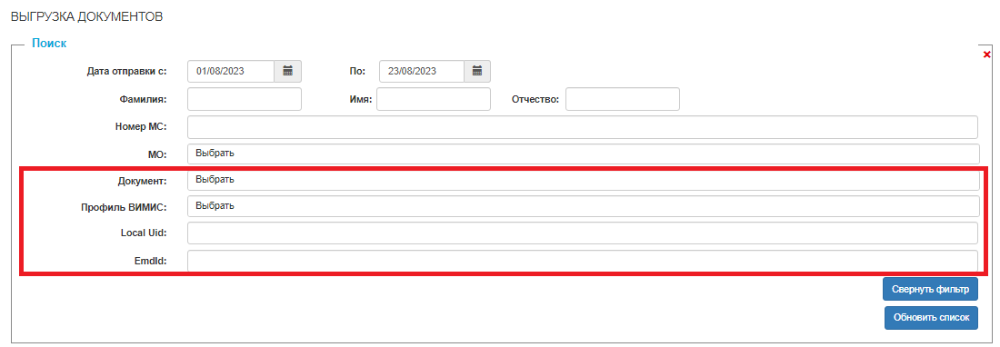 ВЫГРУЗКА ДОКУМЕНТОВ
Поиск
Дата отправки с: 01/08/2023 По: 23/08/2023
Фамилия: Имя: Отчество:
Номер МС:
МО: Выбрать
Документ: Выбрать
Профиль ВИМИС: Выбрать
Local Uid:
EmdId:
Свернуть фильтр
Обновить список